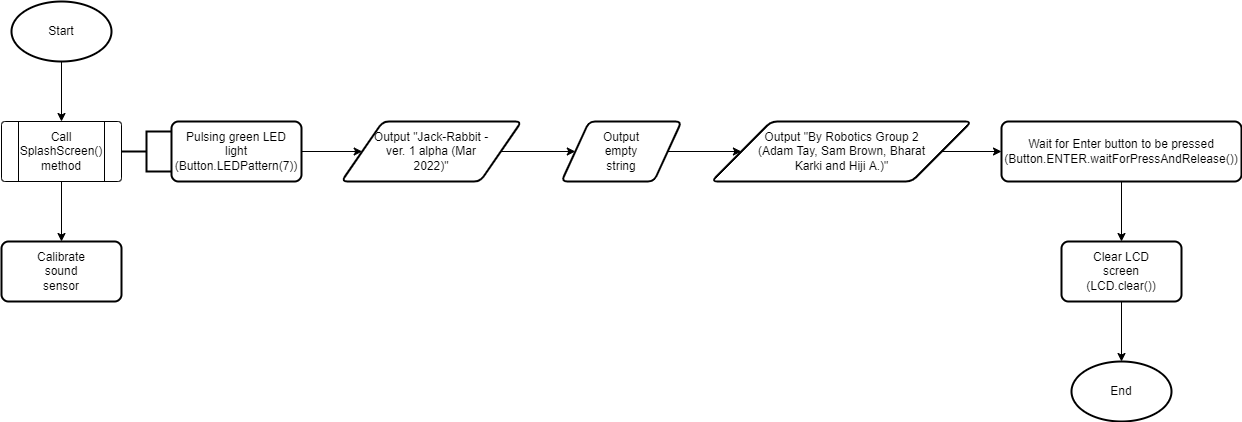 Start
Call
SplashScreen()
method
Pulsing green LED
light
(Button.LEDPattern(7))
Output "Jack-Rabbit -
ver. 1 alpha (Mar
2022)"
Output
empty
string
Output "By Robotics Group 2
(Adam Tay, Sam Brown, Bharat
Karki and Hiji A.)"
Wait for Enter button to be pressed
(Button.ENTER.waitForPressAndRelease())
Calibrate
sound
sensor
Clear LCD
screen
(LCD.clear())
End